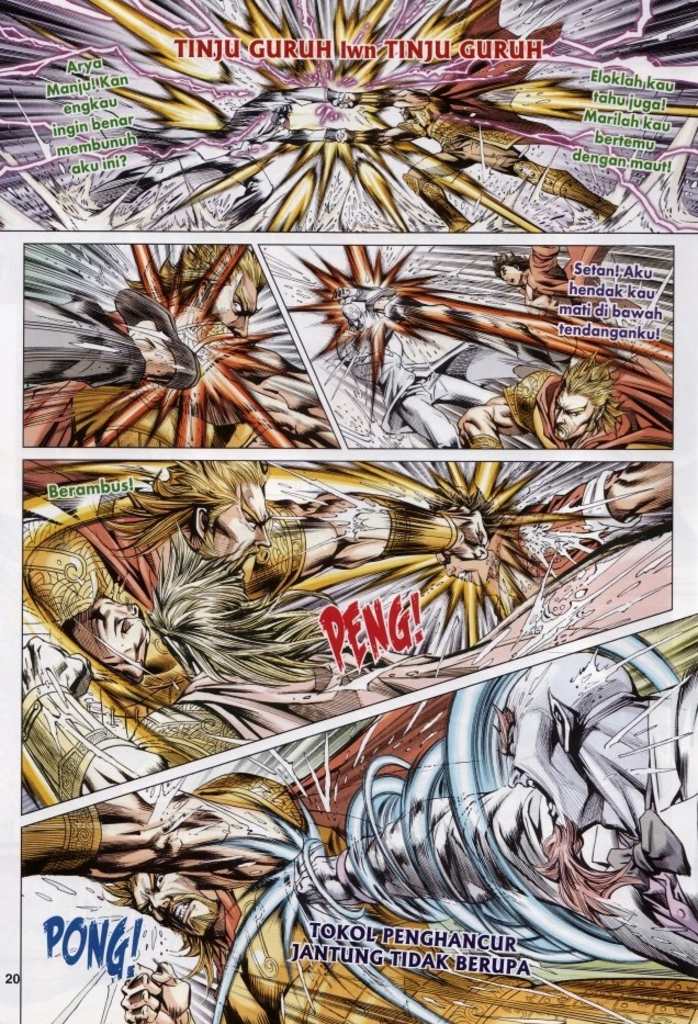 TINJU GURUH lwn TINJU GURUH
Arya
Manju! Kan
engkau
ingin benar
membunuh
aku ini?
Eloklah kau
tahu juga!
Marilah kau
bertemu
dengan maut!
Setan! Aku
hendak kau
mati di bawah
tendanganku!
Berambus!
PENG!
PONG!
TOKOL PENGHANCUR
JANTUNG TIDAK BERUPA
20